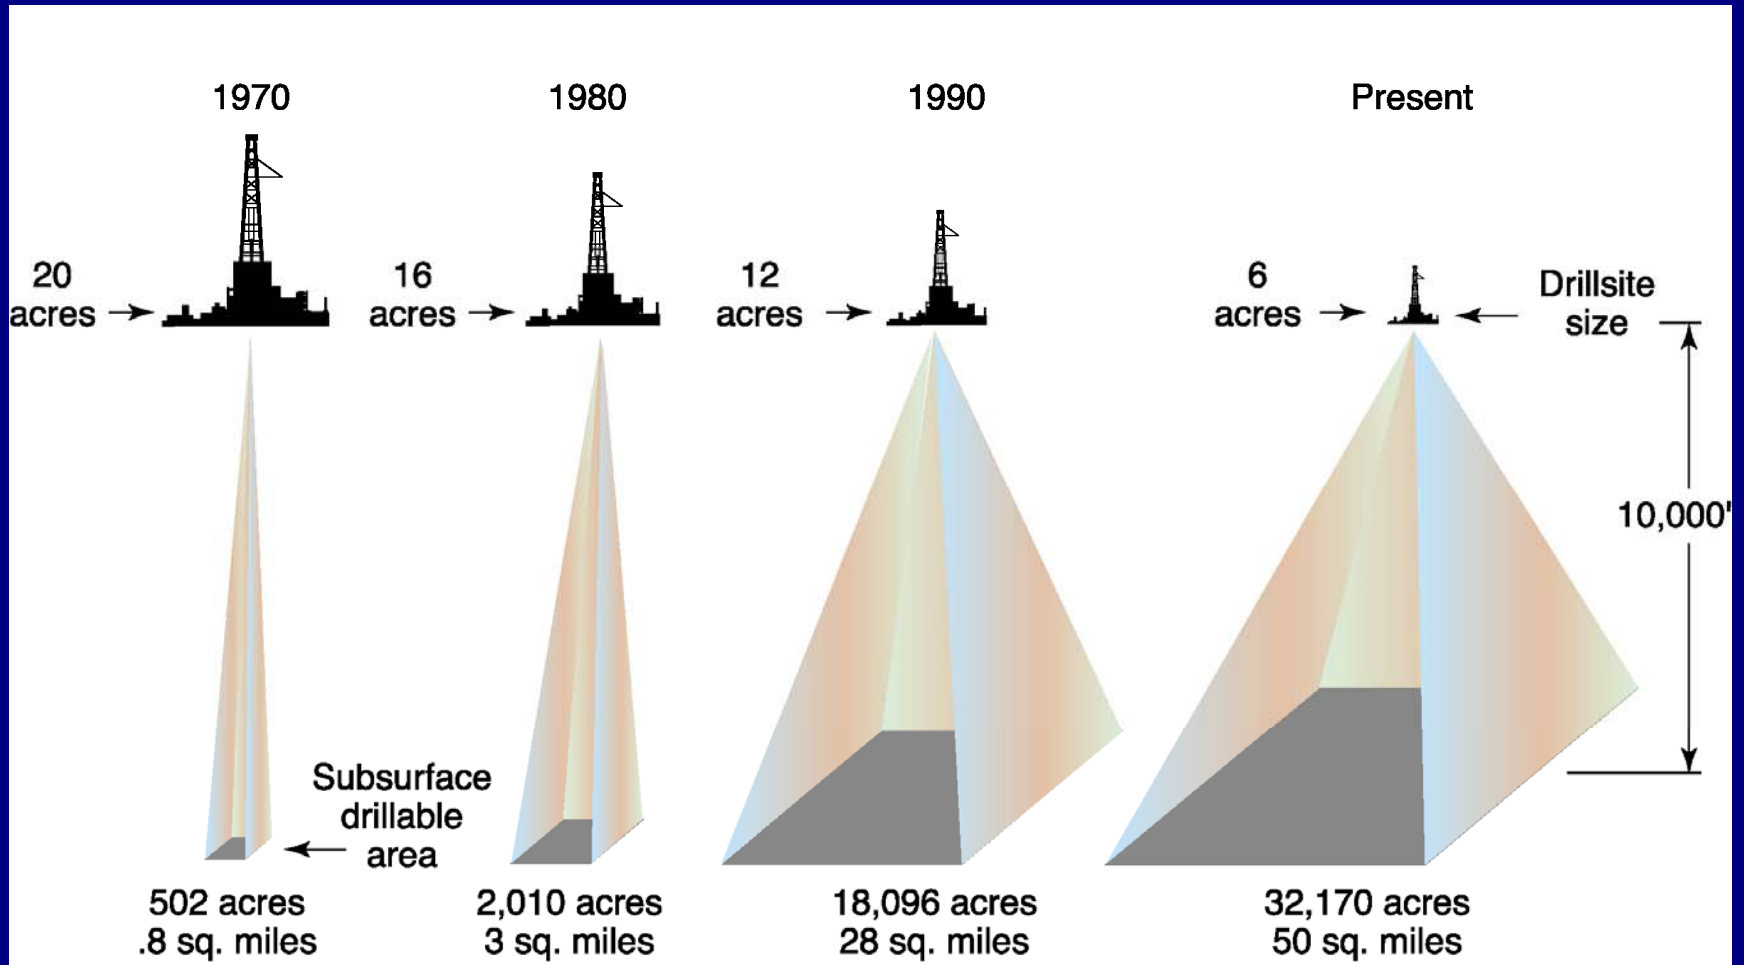 1970
1980
1990
Present
20
acres
16
acres
12
acres
6
acres
Drillsite
size
10,000'
Subsurface
drillable
area
502 acres
.8 sq. miles
2,010 acres
3 sq. miles
18,096 acres
28 sq. miles
32,170 acres
50 sq. miles